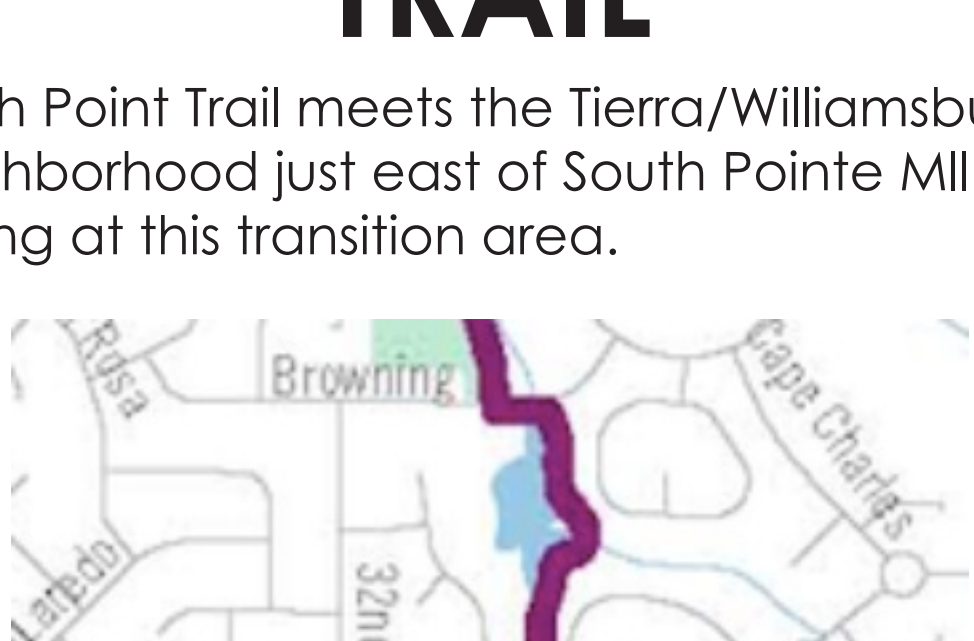 TRAIL
h Point Trail meets the Tierra/Williamsbu
hborhood just east of South Pointe MIl
ng at this transition area.
Rosa
Browning
Cape Charles
Laredo
32n